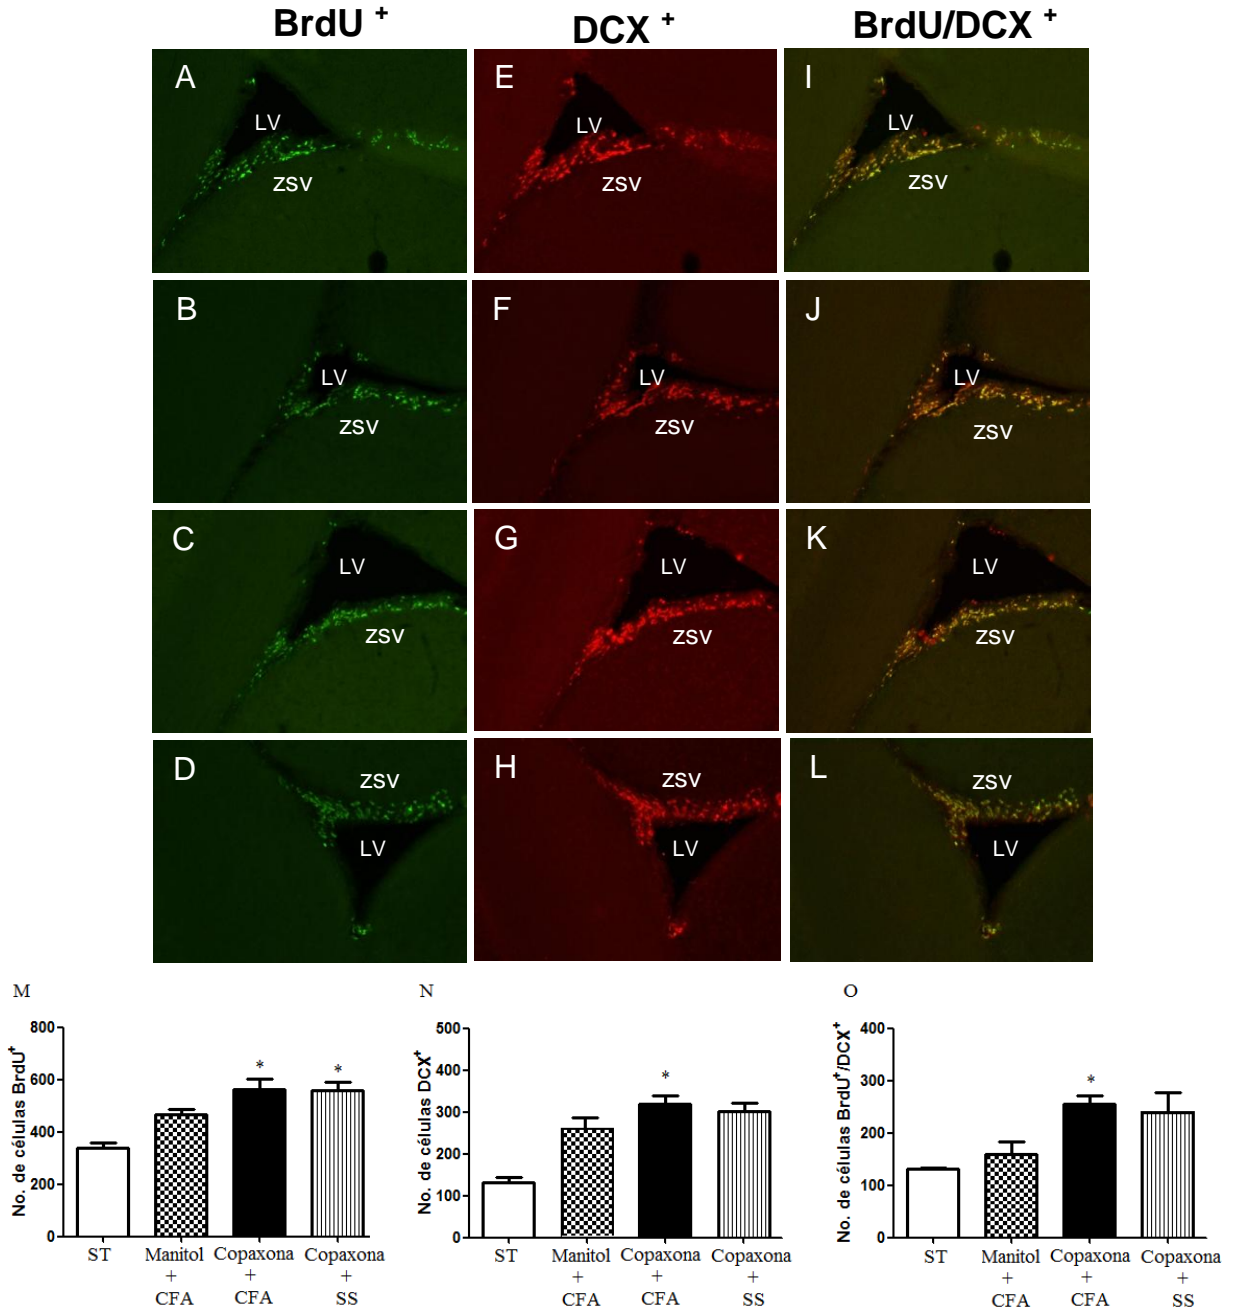 BrdU +
DCX +
BrdU/DCX +
A
LV
ZSV
E
LV
ZSV
I
LV
ZSV
B
LV
ZSV
F
LV
ZSV
J
LV
ZSV
C
LV
ZSV
G
LV
ZSV
K
LV
ZSV
D
ZSV
LV
H
ZSV
LV
L
ZSV
LV
M
No. de células BrdU+
800
600
400
200
0
*
*
ST
Manitol
+
CFA
Copaxona
+
CFA
Copaxona
+
SS
N
No. de células DCX+
500
400
300
200
100
0
*
ST
Manitol
+
CFA
Copaxona
+
CFA
Copaxona
+
SS
O
No. de células BrdU+/DCX+
400
300
200
100
0
*
ST
Manitol
+
CFA
Copaxona
+
CFA
Copaxona
+
SS